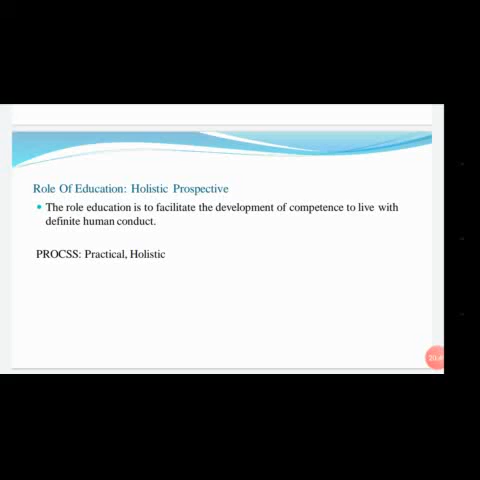 Role Of Education: Holistic Prospective
The role education is to facilitate the development of competence to live with
definite human conduct.
PROCSS: Practical, Holistic